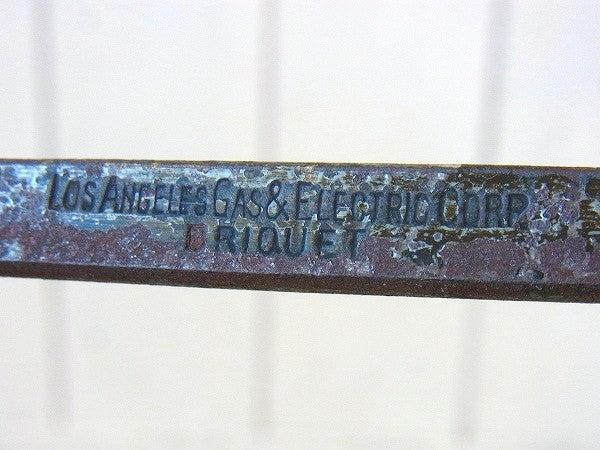 LOS ANGELES GAS & ELECTRIC CORP.
BRIQUET